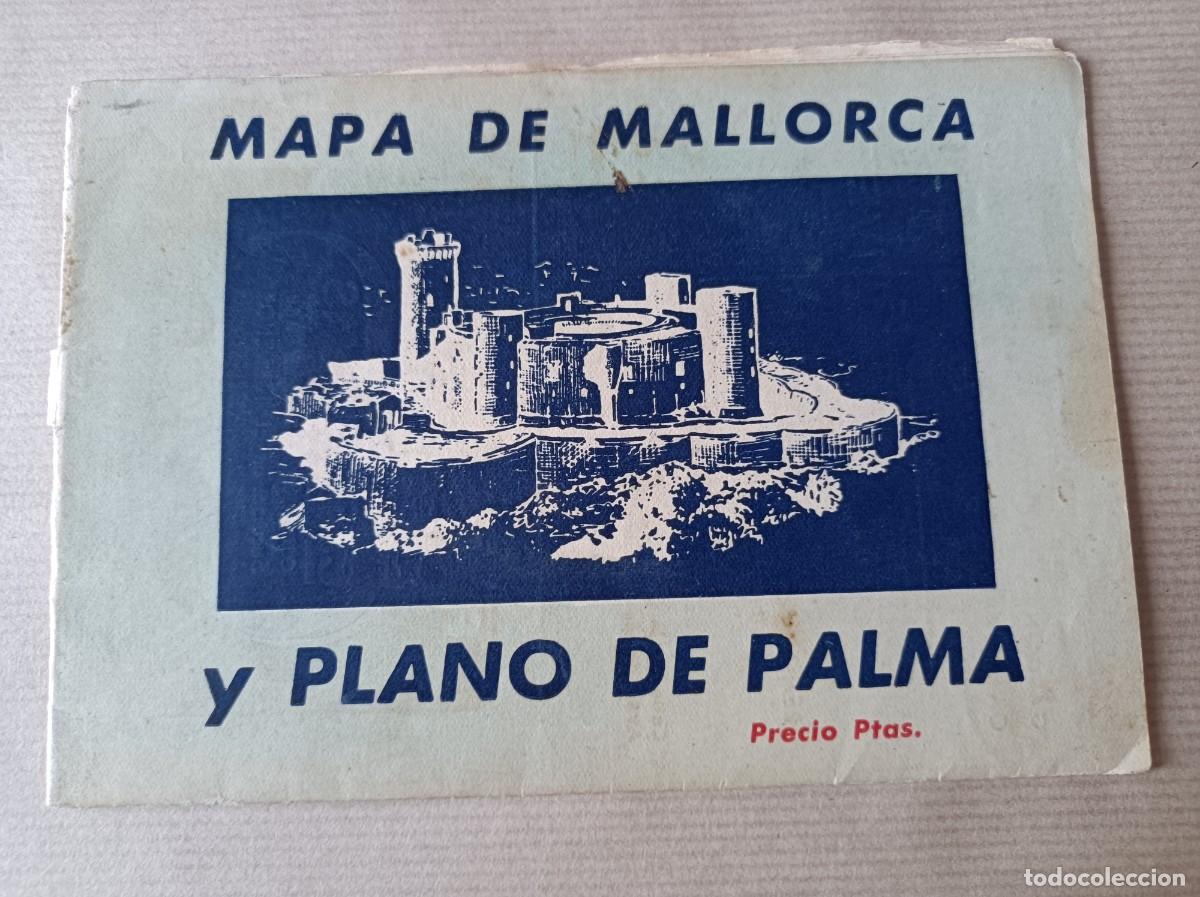 MAPA DE MALLORCA
y PLANO DE PALMA
Precio Ptas.
todocoleccion